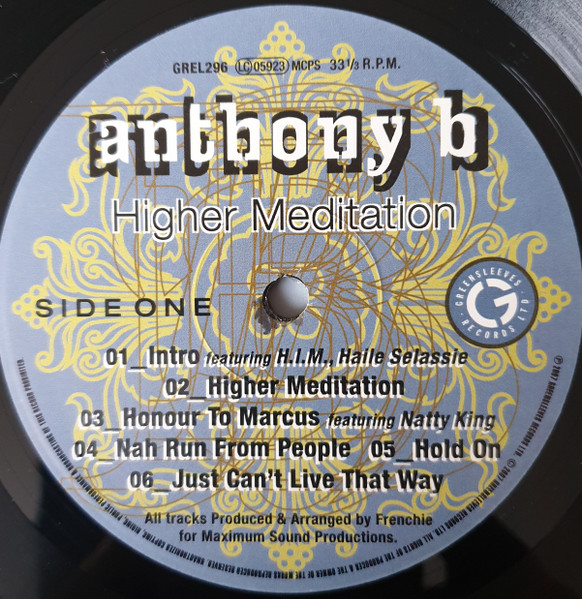 GREL296 LC 05923 MCPS 33 1/3 R.P.M.
anthony b
Higher Meditation
SIDE ONE
GREENSLEEVES RECORDS LTD
G
01_Intro featuring H.I.M., Haile Selassie
02_Higher Meditation
03_Honour To Marcus featuring Natty King
04_Nah Run From People 05_Hold On
06_Just Can't Live That Way
All tracks Produced & Arranged by Frenchie
for Maximum Sound Productions.